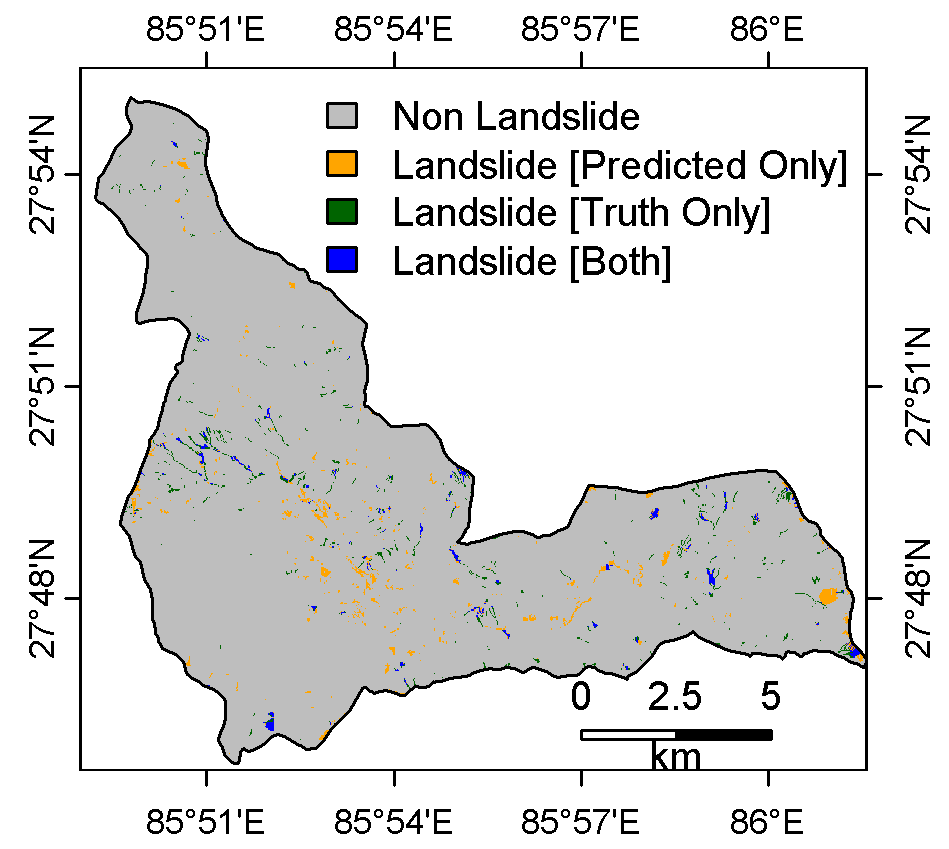 85°51'E 85°54'E 85°57'E 86°E
27°54'N 27°54'N
27°51'N 27°51'N
27°48'N 27°48'N
Non Landslide
Landslide [Predicted Only]
Landslide [Truth Only]
Landslide [Both]
0 2.5 5
km
85°51'E 85°54'E 85°57'E 86°E